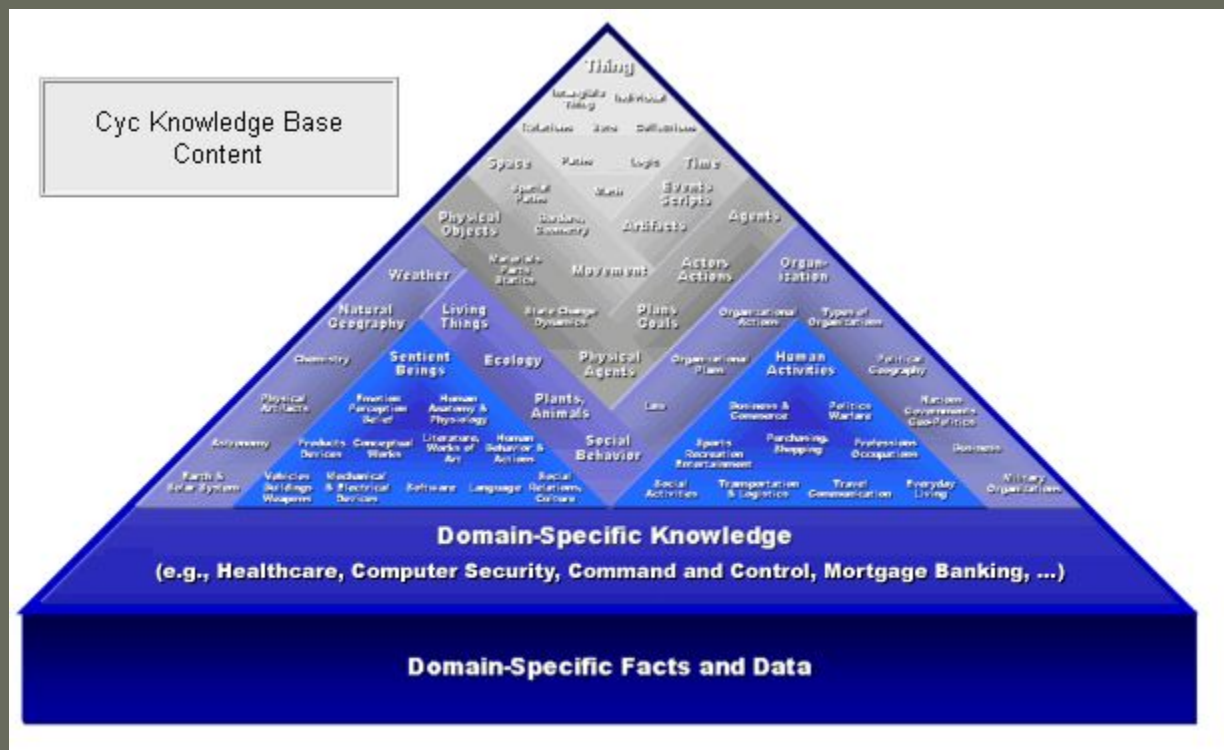 Cyc Knowledge Base
Content
Thing
Intangible
Thing
Individual
Relations
Sets
Collections
Space
Paths
Logic
Time
Spatial
Paths
Math
Events
Scripts
Physical
Objects
Borders,
Geometry
Artifacts
Agents
Weather
Materials
Parts
Statics
Movement
Actors
Actions
Organ-
ization
Natural
Geography
Living
Things
State Change
Dynamics
Plans
Goals
Organizational
Actions
Types of
Organizations
Chemistry
Sentient
Beings
Ecology
Physical
Agents
Organizational
Plans
Human
Activities
Political
Geography
Physical
Artifacts
Emotion
Perception
Belief
Human
Anatomy &
Physiology
Plants,
Animals
Law
Business &
Commerce
Politics
Warfare
Nations
Governments
Geo-Politics
Astronomy
Products
Devices
Conceptual
Works
Literature,
Works of
Art
Human
Behavior &
Actions
Social
Behavior
Sports
Recreation
Entertainment
Purchasing,
Shopping
Professions
Occupations
Business
Earth &
Solar System
Vehicles
Buildings
Weapons
Mechanical
& Electrical
Devices
Software
Language
Social
Relations,
Culture
Social
Activities
Transportation
& Logistics
Travel
Communication
Everyday
Living
Military
Organizations
Domain-Specific Knowledge
(e.g., Healthcare, Computer Security, Command and Control, Mortgage Banking, ...)
Domain-Specific Facts and Data